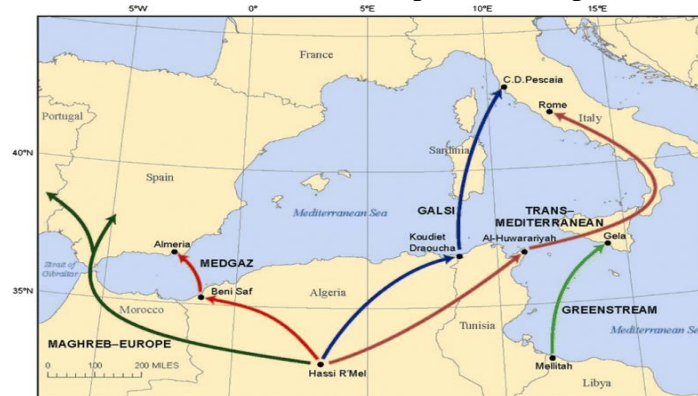 5°W 0° 5°E 10°E 15°E
France
C.D. Pescaia
Rome
Italy
Portugal
40°N
Spain
Sardinia
Mediterranean Sea
GALSI
TRANS–
MEDITERRANEAN
Almeria
MEDGAZ
Koudiet
Draoucha
Al-Huwarariyah
Gela
Strait of
Gibraltar
35°N
Beni Saf
Algeria
Morocco
Tunisia
GREENSTREAM
Mediterranean Sea
MAGHREB–EUROPE
0 100 200 MILES
Hassi R'Mel
Mellitah
Libya